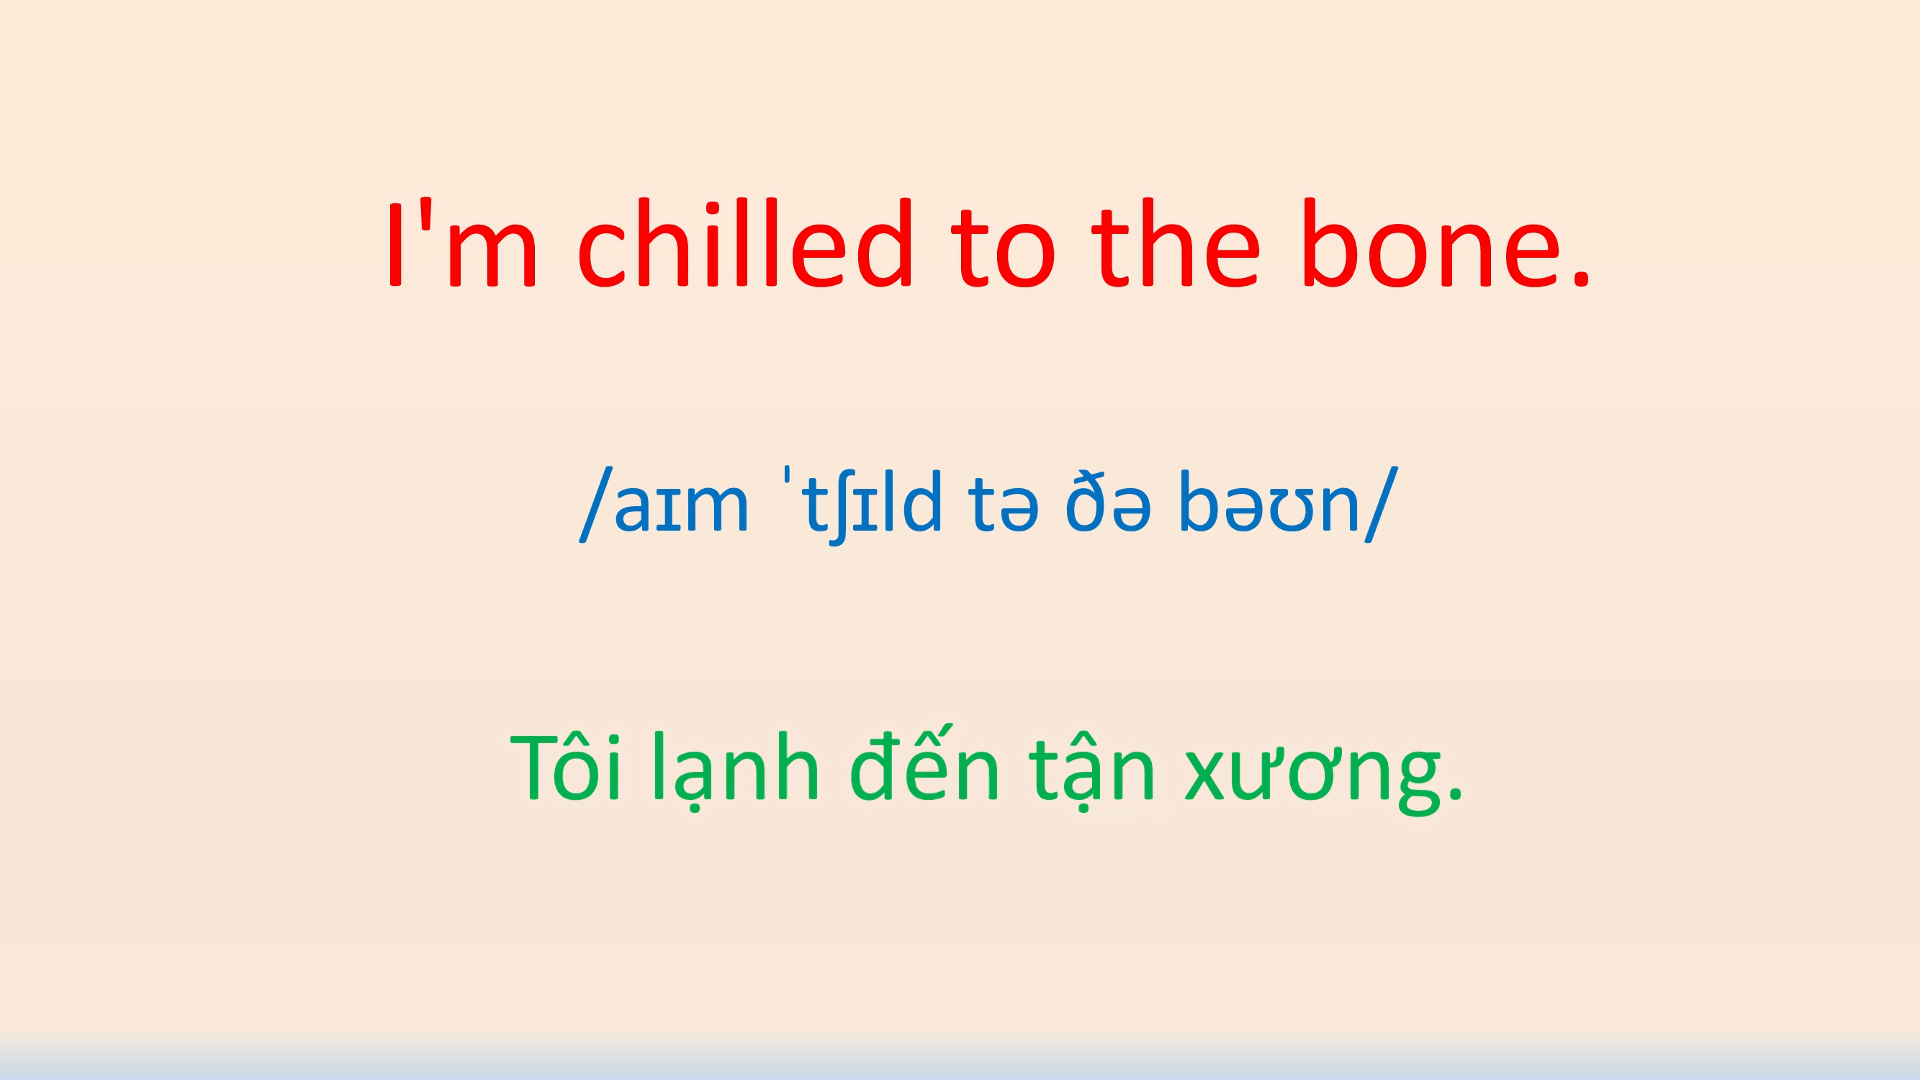 I'm chilled to the bone.
/aɪm ˈtʃɪld tə ðə bəʊn/
Tôi lạnh đến tận xương.